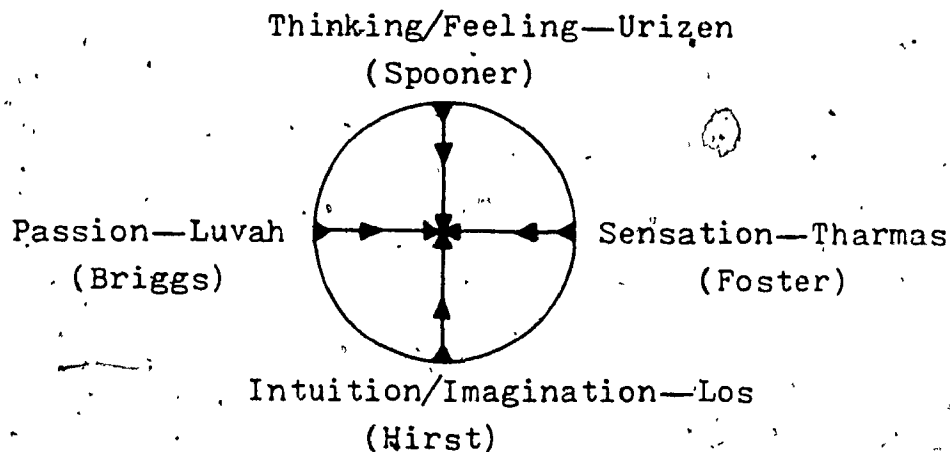 Thinking/Feeling—Urizen
(Spooner)
Passion—Luvah
(Briggs)
Sensation—Tharmas
(Foster)
Intuition/Imagination—Los
(Hirst)